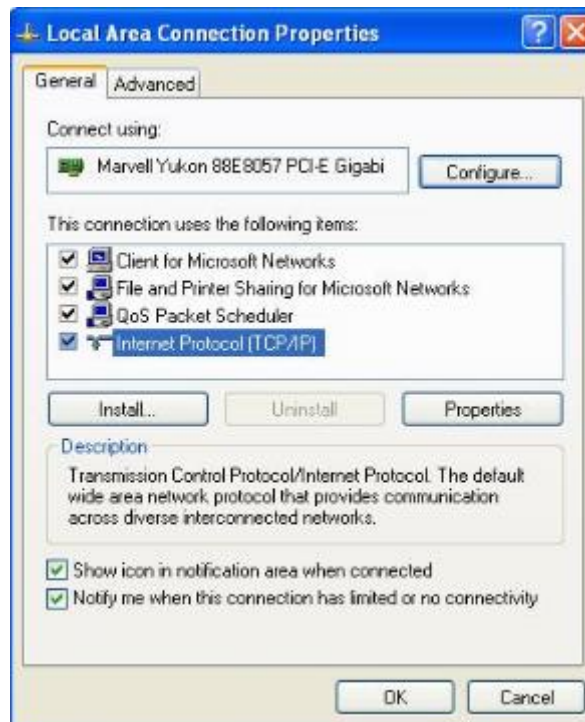 Local Area Connection Properties
General
Advanced
Connect using:
Marvell Yukon 88E8057 PCI-E Gigabi
Configure...
This connection uses the following items:
Client for Microsoft Networks
File and Printer Sharing for Microsoft Networks
QoS Packet Scheduler
Internet Protocol (TCP/IP)
Install...
Uninstall
Properties
Description
Transmission Control Protocol/Internet Protocol. The default
wide area network protocol that provides communication
across diverse interconnected networks.
Show icon in notification area when connected
Notify me when this connection has limited or no connectivity
OK
Cancel